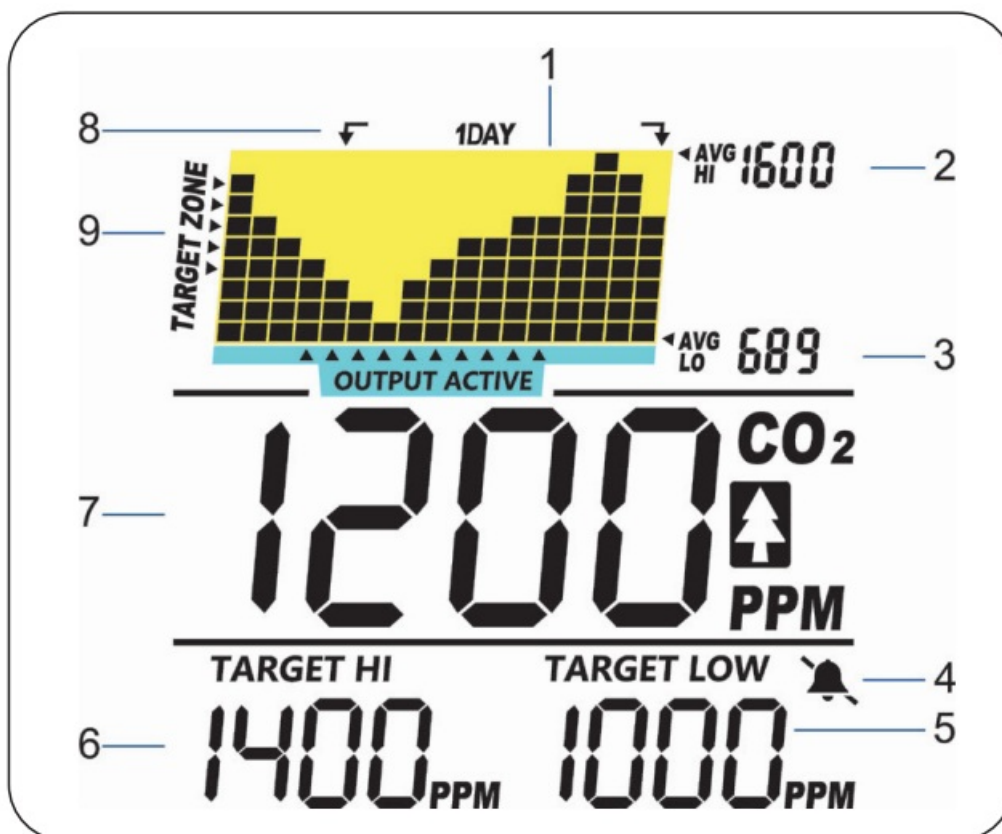 1
8 1DAY
AVG HI 1600 2
9 TARGET ZONE
AVG LO 689 3
OUTPUT ACTIVE
7 1200 CO2
PPM
TARGET HI TARGET LOW 4
6 1400 PPM 1000 PPM 5